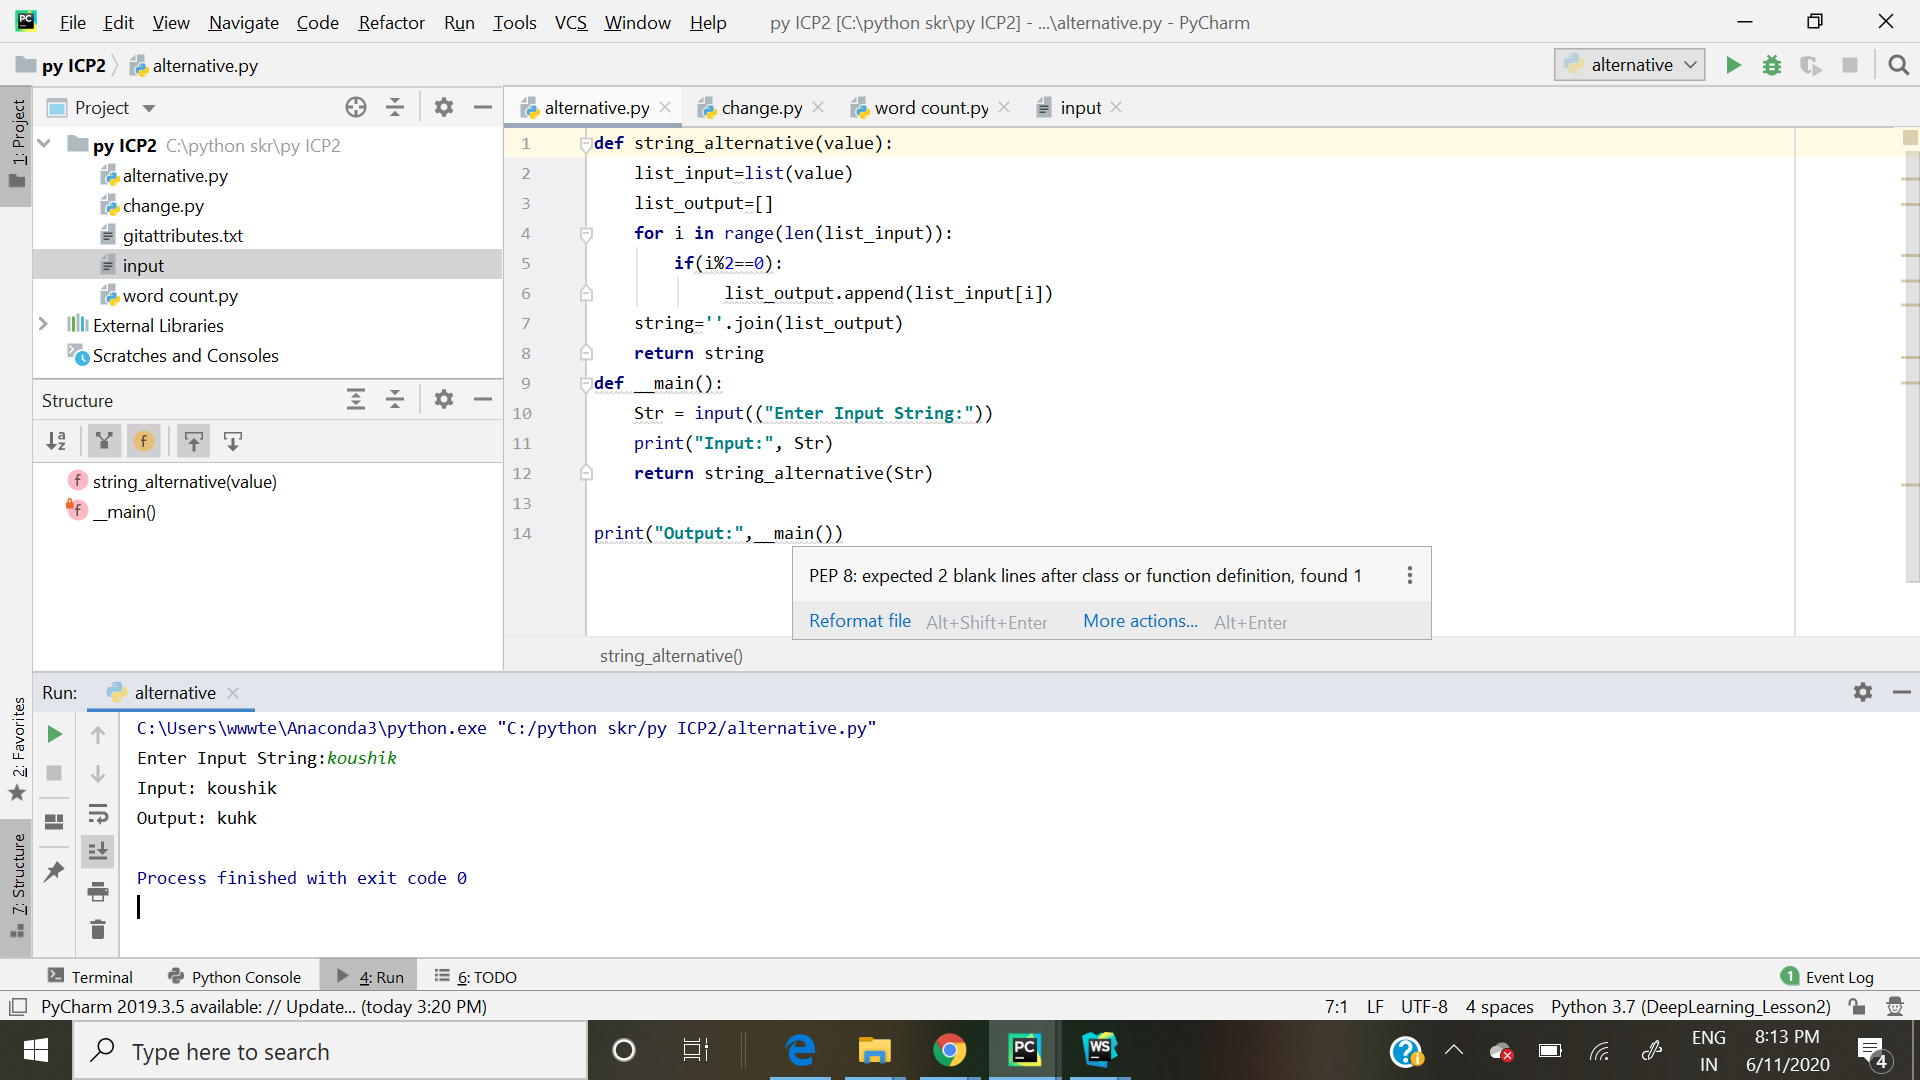 PC File Edit View Navigate Code Refactor Run Tools VCS Window Help py ICP2 [C:\python skr\py ICP2] - ...\alternative.py - PyCharm
py ICP2 alternative.py alternative
1: Project
Project
alternative.py change.py word count.py input
py ICP2 C:\python skr\py ICP2
alternative.py
change.py
gitattributes.txt
input
word count.py
External Libraries
Scratches and Consoles
Structure
string_alternative(value)
__main()
1 def string_alternative(value):
2 list_input=list(value)
3 list_output=[]
4 for i in range(len(list_input)):
5 if(i%2==0):
6 list_output.append(list_input[i])
7 string=''.join(list_output)
8 return string
9 def __main():
10 Str = input(("Enter Input String:"))
11 print("Input:", Str)
12 return string_alternative(Str)
13
14 print("Output:",__main())
PEP 8: expected 2 blank lines after class or function definition, found 1
Reformat file Alt+Shift+Enter More actions... Alt+Enter
string_alternative()
2: Favorites
7: Structure
Run: alternative
C:\Users\wwwte\Anaconda3\python.exe "C:/python skr/py ICP2/alternative.py"
Enter Input String:koushik
Input: koushik
Output: kuhk
Process finished with exit code 0
Terminal Python Console 4: Run 6: TODO 1 Event Log
PyCharm 2019.3.5 available: // Update... (today 3:20 PM) 7:1 LF UTF-8 4 spaces Python 3.7 (DeepLearning_Lesson2)
Type here to search PC WS ENG 8:13 PM
IN 6/11/2020 4